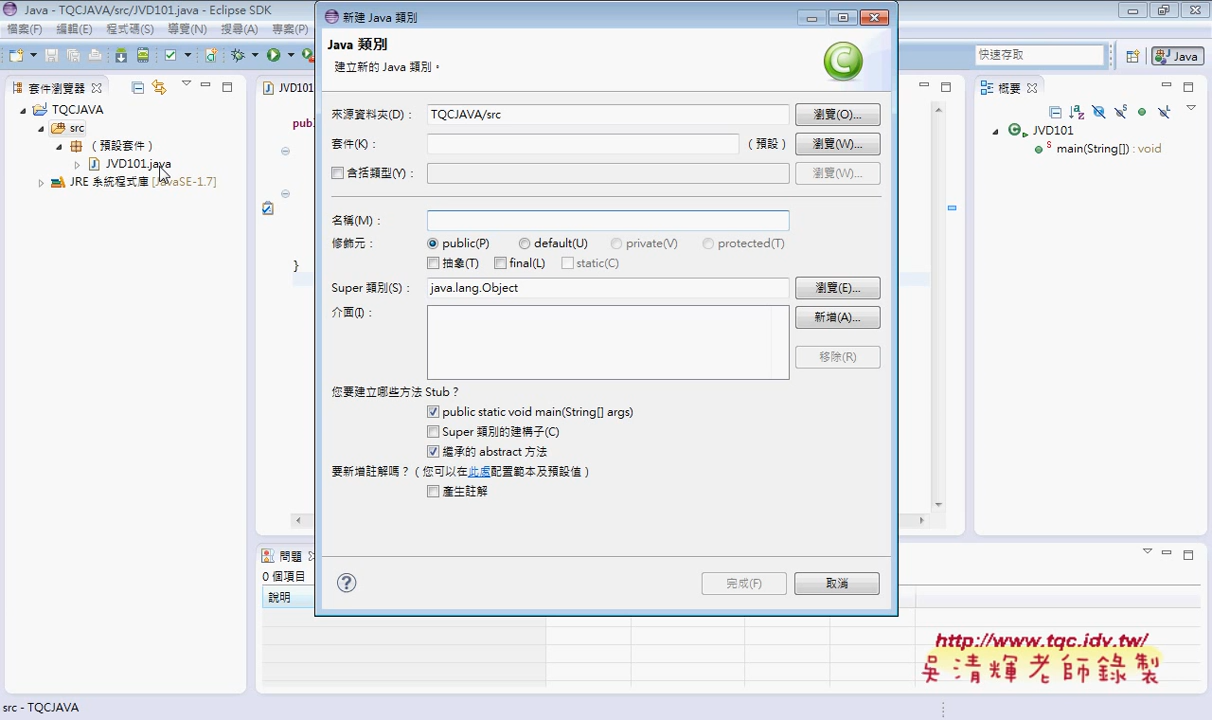 Java - TQCJAVA/src/JVD101.java - Eclipse SDK
檔案(F) 編輯(E) 程式碼(S) 導覽(N) 搜尋(A) 專案(P)
快速存取
Java
套件瀏覽器
TQCJAVA
src
（預設套件）
JVD101.java
JRE 系統程式庫 [JavaSE-1.7]
JVD101
publ
}
新建 Java 類別
Java 類別
建立新的 Java 類別。
來源資料夾(D)： TQCJAVA/src 瀏覽(O)...
套件(K)： （預設） 瀏覽(W)...
含括類型(Y)： 瀏覽(W)...
名稱(M)：
修飾元： public(P) default(U) private(V) protected(T)
抽象(T) final(L) static(C)
Super 類別(S)： java.lang.Object 瀏覽(E)...
介面(I)： 新增(A)...
移除(R)
您要建立哪些方法 Stub？
public static void main(String[] args)
Super 類別的建構子(C)
繼承的 abstract 方法
要新增註解嗎？（您可以在此處配置範本及預設值）
產生註解
完成(F) 取消
概要
JVD101
main(String[]) : void
問題
0 個項目
說明
http://www.tqc.idv.tw/
吳清輝老師錄製
src - TQCJAVA